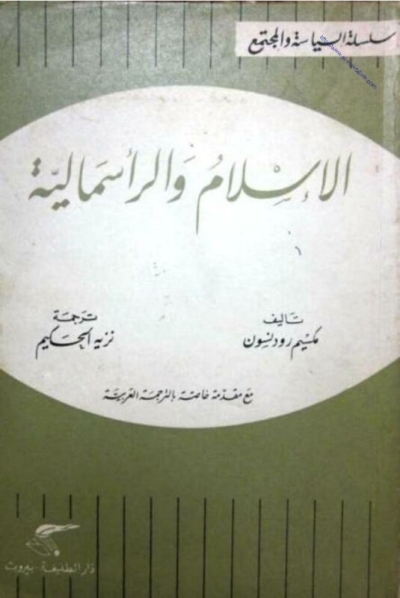 سلسلة السياسة والمجتمع
الإسلام والرأسمالية
تأليف
مكسيم رودنسون
ترجمة
نزيه الحكيم
مع مقدمة خاصة بالترجمة العربية
دار الطليعة - بيروت